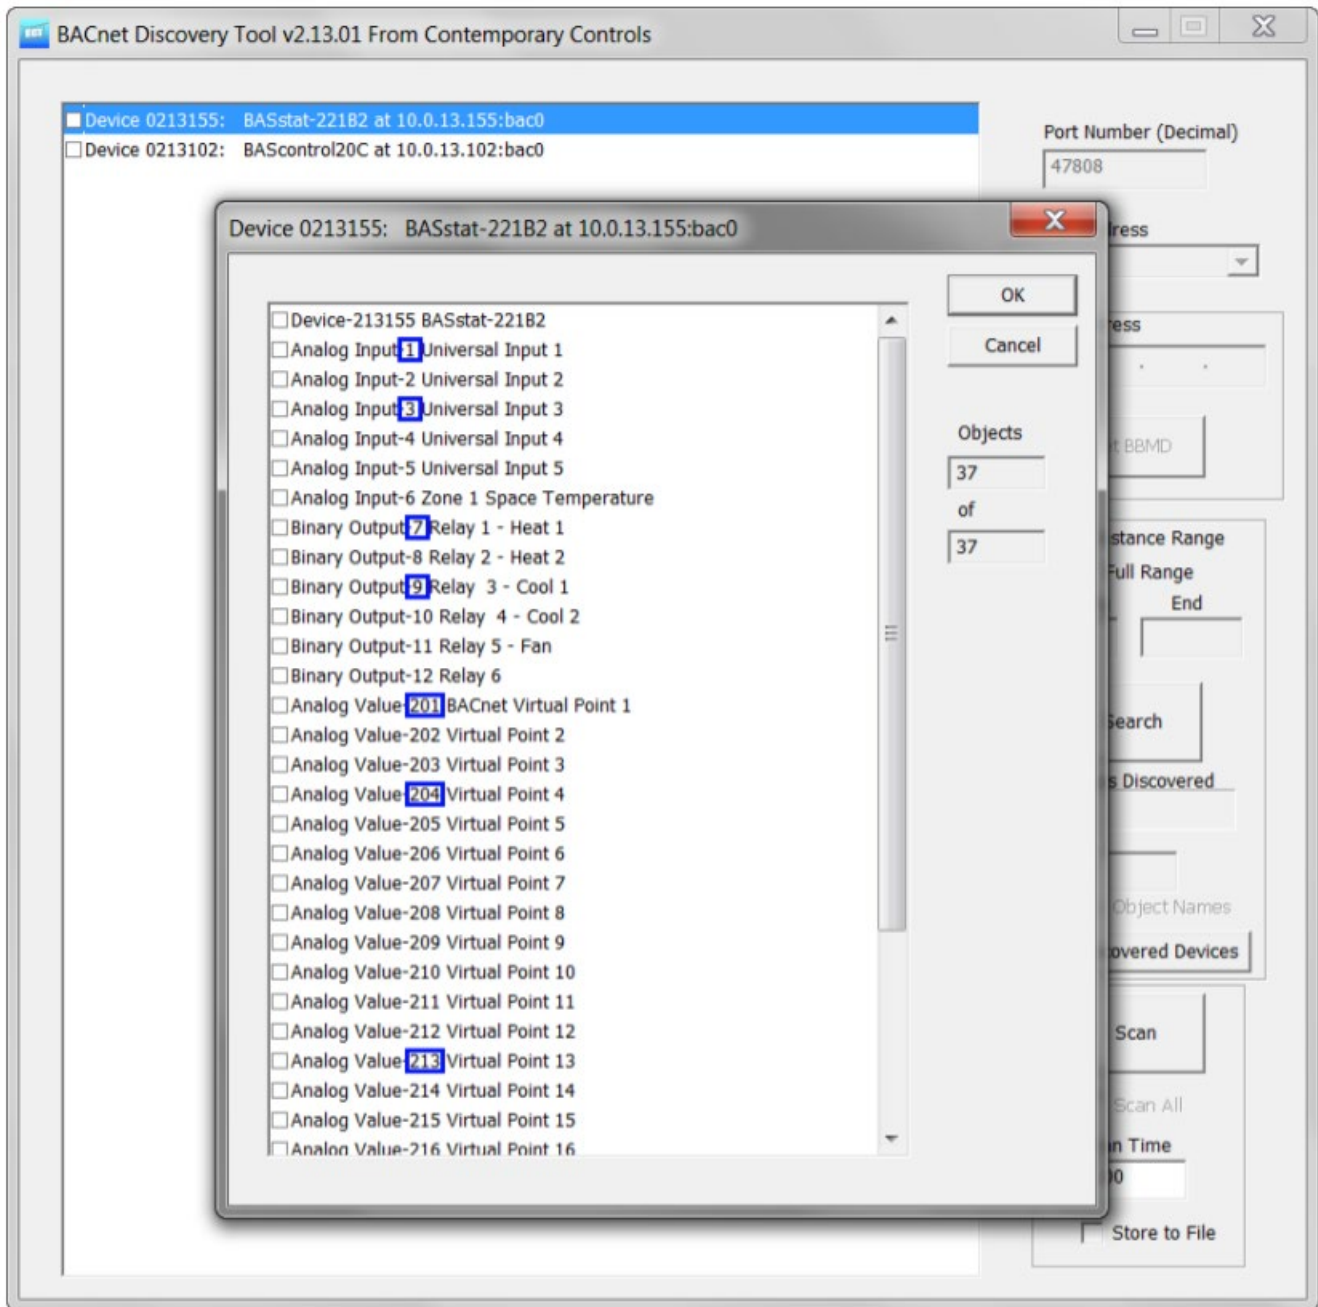 BACnet Discovery Tool v2.13.01 From Contemporary Controls
Device 0213155: BASstat-221B2 at 10.0.13.155:bac0
Device 0213102: BAScontrol20C at 10.0.13.102:bac0
Port Number (Decimal)
47808
Device 0213155: BASstat-221B2 at 10.0.13.155:bac0
OK
Cancel
Objects
37
of
37
Device-213155 BASstat-221B2
Analog Input-1 Universal Input 1
Analog Input-2 Universal Input 2
Analog Input-3 Universal Input 3
Analog Input-4 Universal Input 4
Analog Input-5 Universal Input 5
Analog Input-6 Zone 1 Space Temperature
Binary Output-7 Relay 1 - Heat 1
Binary Output-8 Relay 2 - Heat 2
Binary Output-9 Relay 3 - Cool 1
Binary Output-10 Relay 4 - Cool 2
Binary Output-11 Relay 5 - Fan
Binary Output-12 Relay 6
Analog Value-201 BACnet Virtual Point 1
Analog Value-202 Virtual Point 2
Analog Value-203 Virtual Point 3
Analog Value-204 Virtual Point 4
Analog Value-205 Virtual Point 5
Analog Value-206 Virtual Point 6
Analog Value-207 Virtual Point 7
Analog Value-208 Virtual Point 8
Analog Value-209 Virtual Point 9
Analog Value-210 Virtual Point 10
Analog Value-211 Virtual Point 11
Analog Value-212 Virtual Point 12
Analog Value-213 Virtual Point 13
Analog Value-214 Virtual Point 14
Analog Value-215 Virtual Point 15
Analog Value-216 Virtual Point 16
BBMD
Range
Full Range
End
Search
Discovered
Object Names
Devices
Scan
Scan All
Time
Store to File